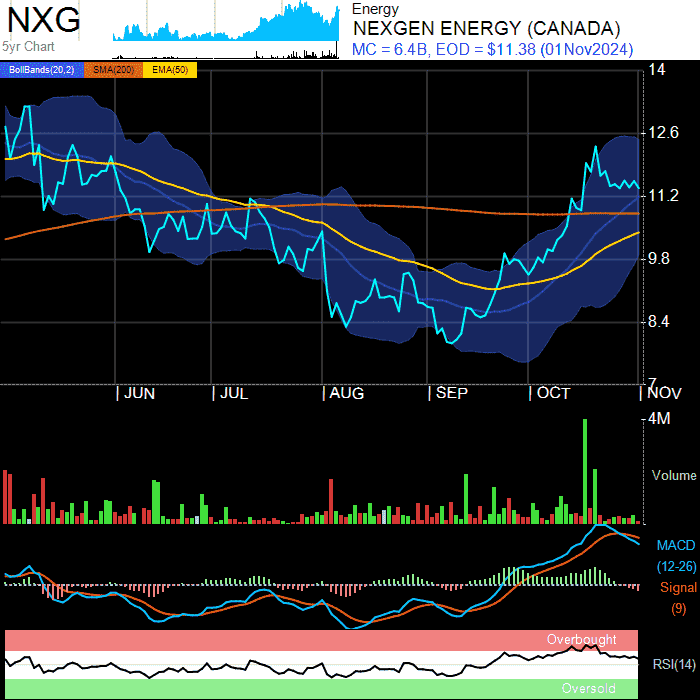 NXG
5yr Chart
Energy
NEXGEN ENERGY (CANADA)
MC = 6.4B, EOD = $11.38 (01Nov2024)
BollBands(20,2) SMA(200) EMA(50)
14
12.6
11.2
9.8
8.4
7
JUN JUL AUG SEP OCT NOV
4M
Volume
MACD
(12-26)
Signal
(9)
Overbought
RSI(14)
Oversold